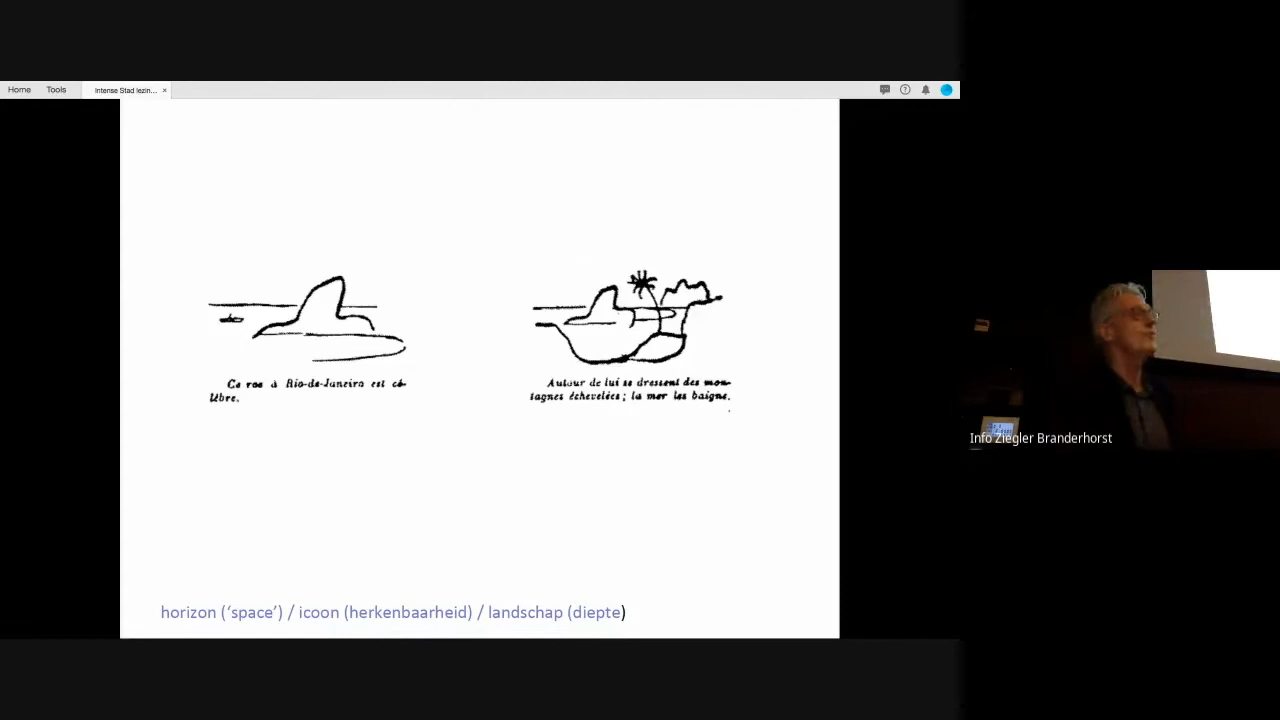 Home Tools Intense Stad lezin... ×
Ce roc à Rio-de-Janeiro est cé-
lèbre.
Autour de lui se dressent des mon-
tagnes échevelées ; la mer les baigne.
horizon (‘space’) / icoon (herkenbaarheid) / landschap (diepte)
Info Ziegler Branderhorst